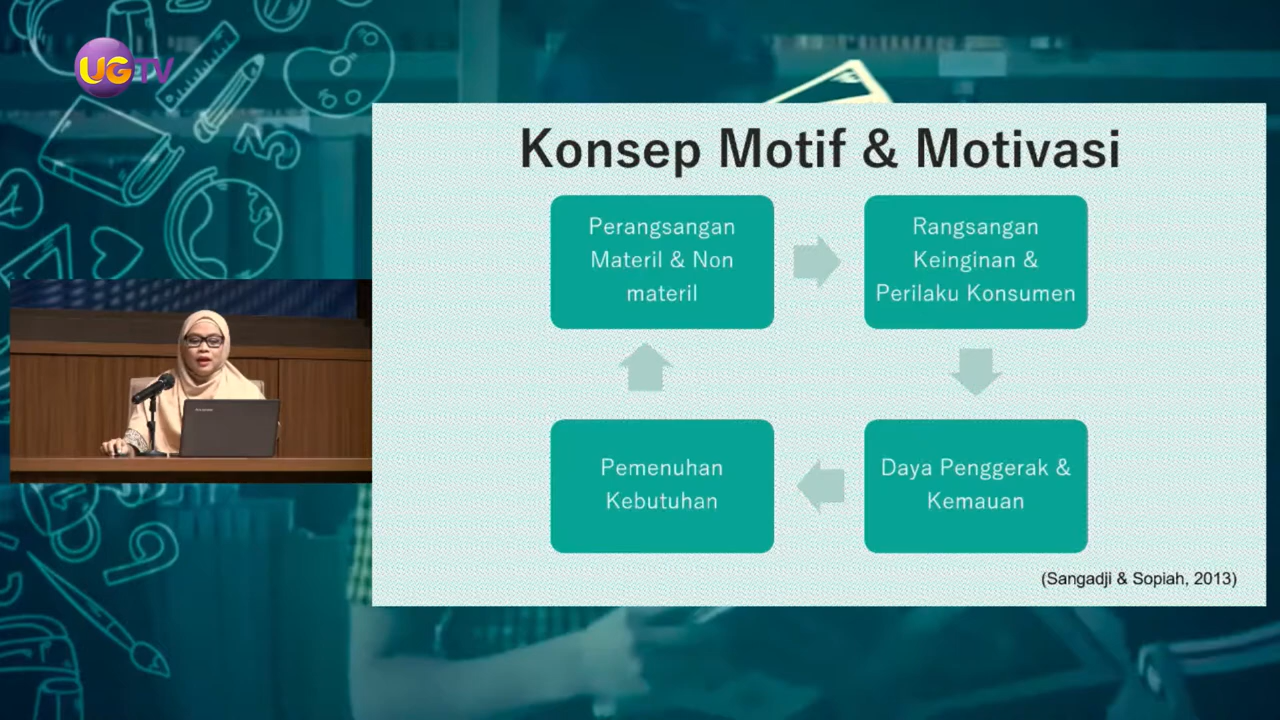 UGTV
Konsep Motif & Motivasi
Perangsangan
Materil & Non
materil
Rangsangan
Keinginan &
Perilaku Konsumen
Pemenuhan
Kebutuhan
Daya Penggerak &
Kemauan
(Sangadji & Sopiah, 2013)